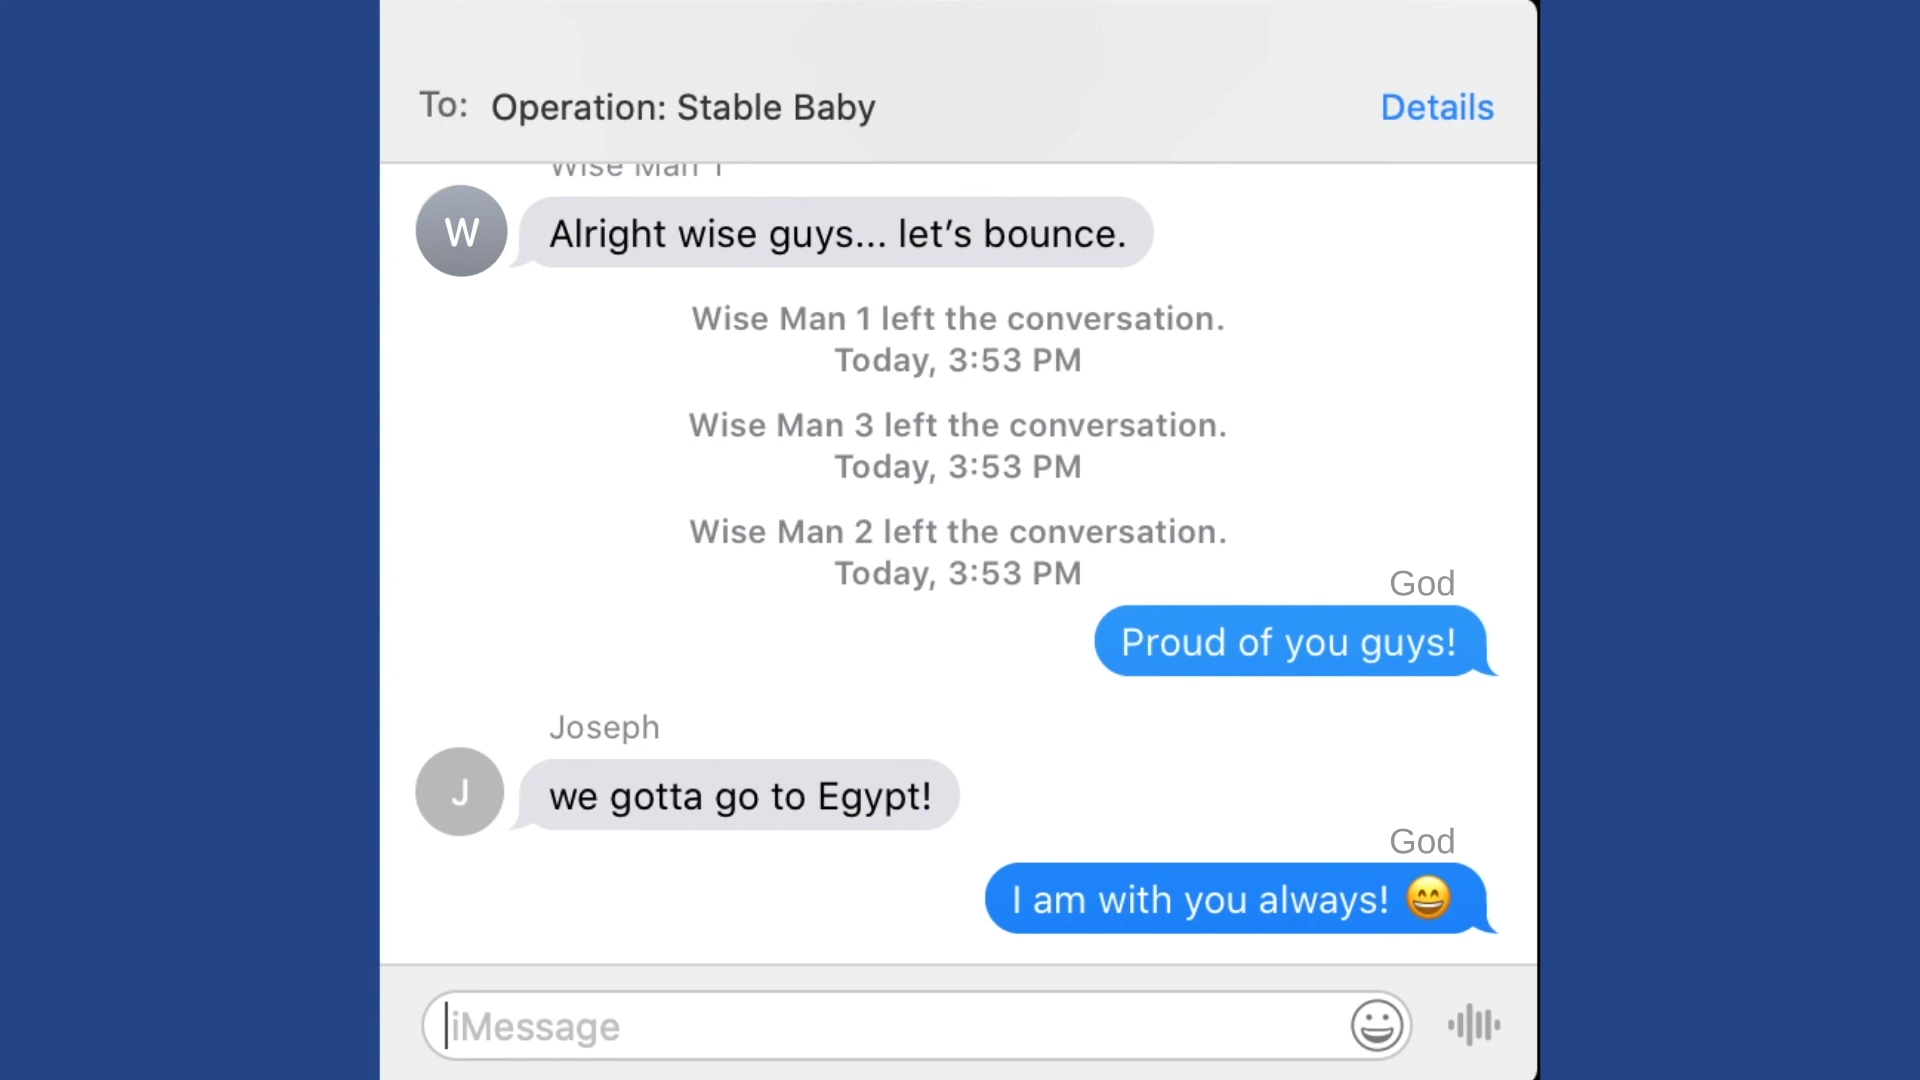 To: Operation: Stable Baby
Details
Wise Man 1
W
Alright wise guys... let's bounce.
Wise Man 1 left the conversation.
Today, 3:53 PM
Wise Man 3 left the conversation.
Today, 3:53 PM
Wise Man 2 left the conversation.
Today, 3:53 PM
God
Proud of you guys!
Joseph
J
we gotta go to Egypt!
God
I am with you always! 😄
iMessage